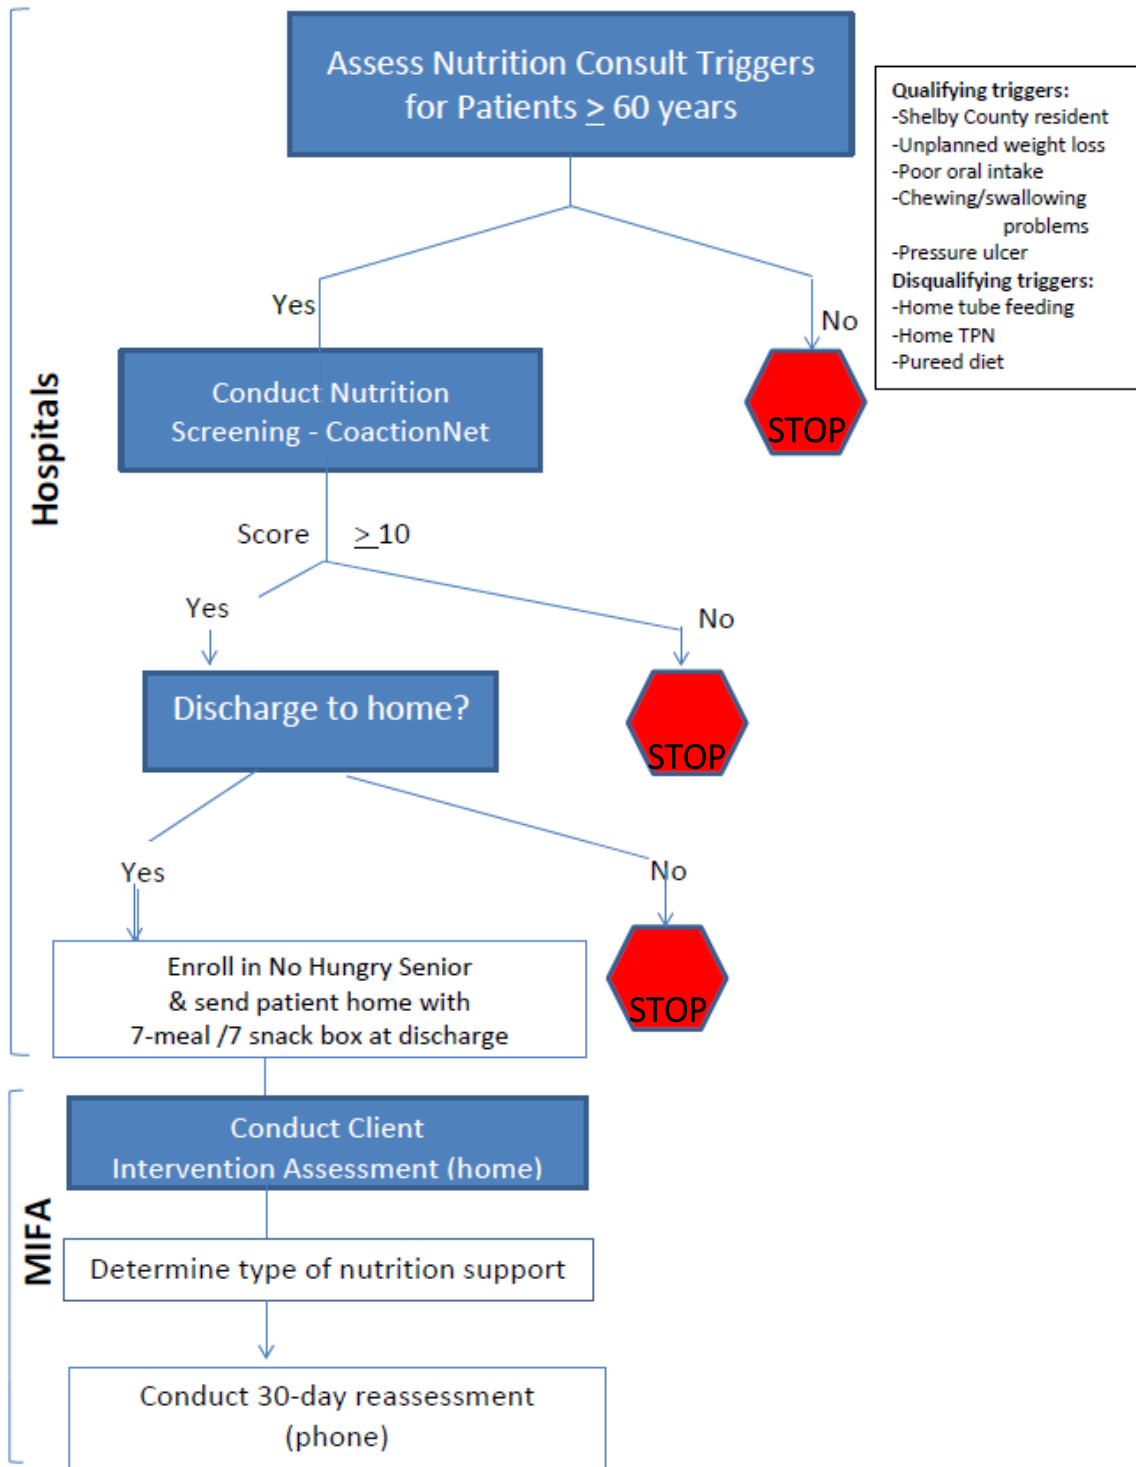 Assess Nutrition Consult Triggers
for Patients > 60 years
Qualifying triggers:
-Shelby County resident
-Unplanned weight loss
-Poor oral intake
-Chewing/swallowing
problems
-Pressure ulcer
Disqualifying triggers:
-Home tube feeding
-Home TPN
-Pureed diet
Yes
No
STOP
Hospitals
Conduct Nutrition
Screening - CoactionNet
Score > 10
Yes
No
Discharge to home?
STOP
Yes
No
Enroll in No Hungry Senior
& send patient home with
7-meal /7 snack box at discharge
STOP
MIFA
Conduct Client
Intervention Assessment (home)
Determine type of nutrition support
Conduct 30-day reassessment
(phone)